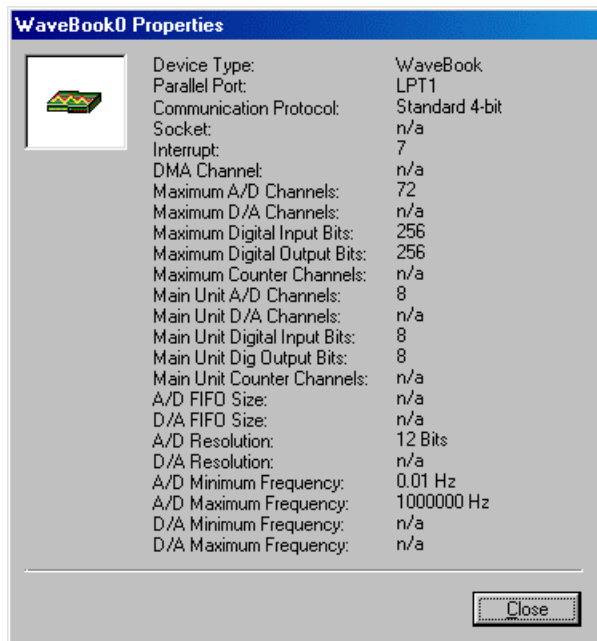 WaveBook0 Properties
Device Type: WaveBook
Parallel Port: LPT1
Communication Protocol: Standard 4-bit
Socket: n/a
Interrupt: 7
DMA Channel: n/a
Maximum A/D Channels: 72
Maximum D/A Channels: n/a
Maximum Digital Input Bits: 256
Maximum Digital Output Bits: 256
Maximum Counter Channels: n/a
Main Unit A/D Channels: 8
Main Unit D/A Channels: n/a
Main Unit Digital Input Bits: 8
Main Unit Dig Output Bits: 8
Main Unit Counter Channels: n/a
A/D FIFO Size: n/a
D/A FIFO Size: n/a
A/D Resolution: 12 Bits
D/A Resolution: n/a
A/D Minimum Frequency: 0.01 Hz
A/D Maximum Frequency: 1000000 Hz
D/A Minimum Frequency: n/a
D/A Maximum Frequency: n/a
Close